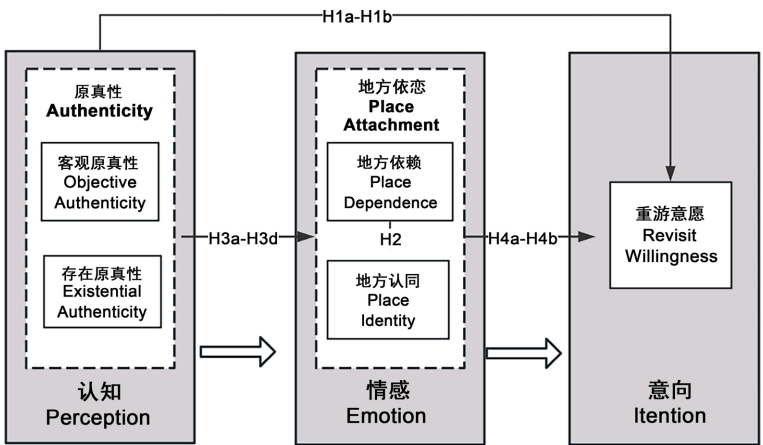 H1a-H1b
原真性
Authenticity
客观原真性
Objective
Authenticity
存在原真性
Existential
Authenticity
认知
Perception
H3a-H3d
地方依恋
Place
Attachment
地方依赖
Place
Dependence
H2
地方认同
Place
Identity
情感
Emotion
H4a-H4b
重游意愿
Revisit
Willingness
意向
Itention